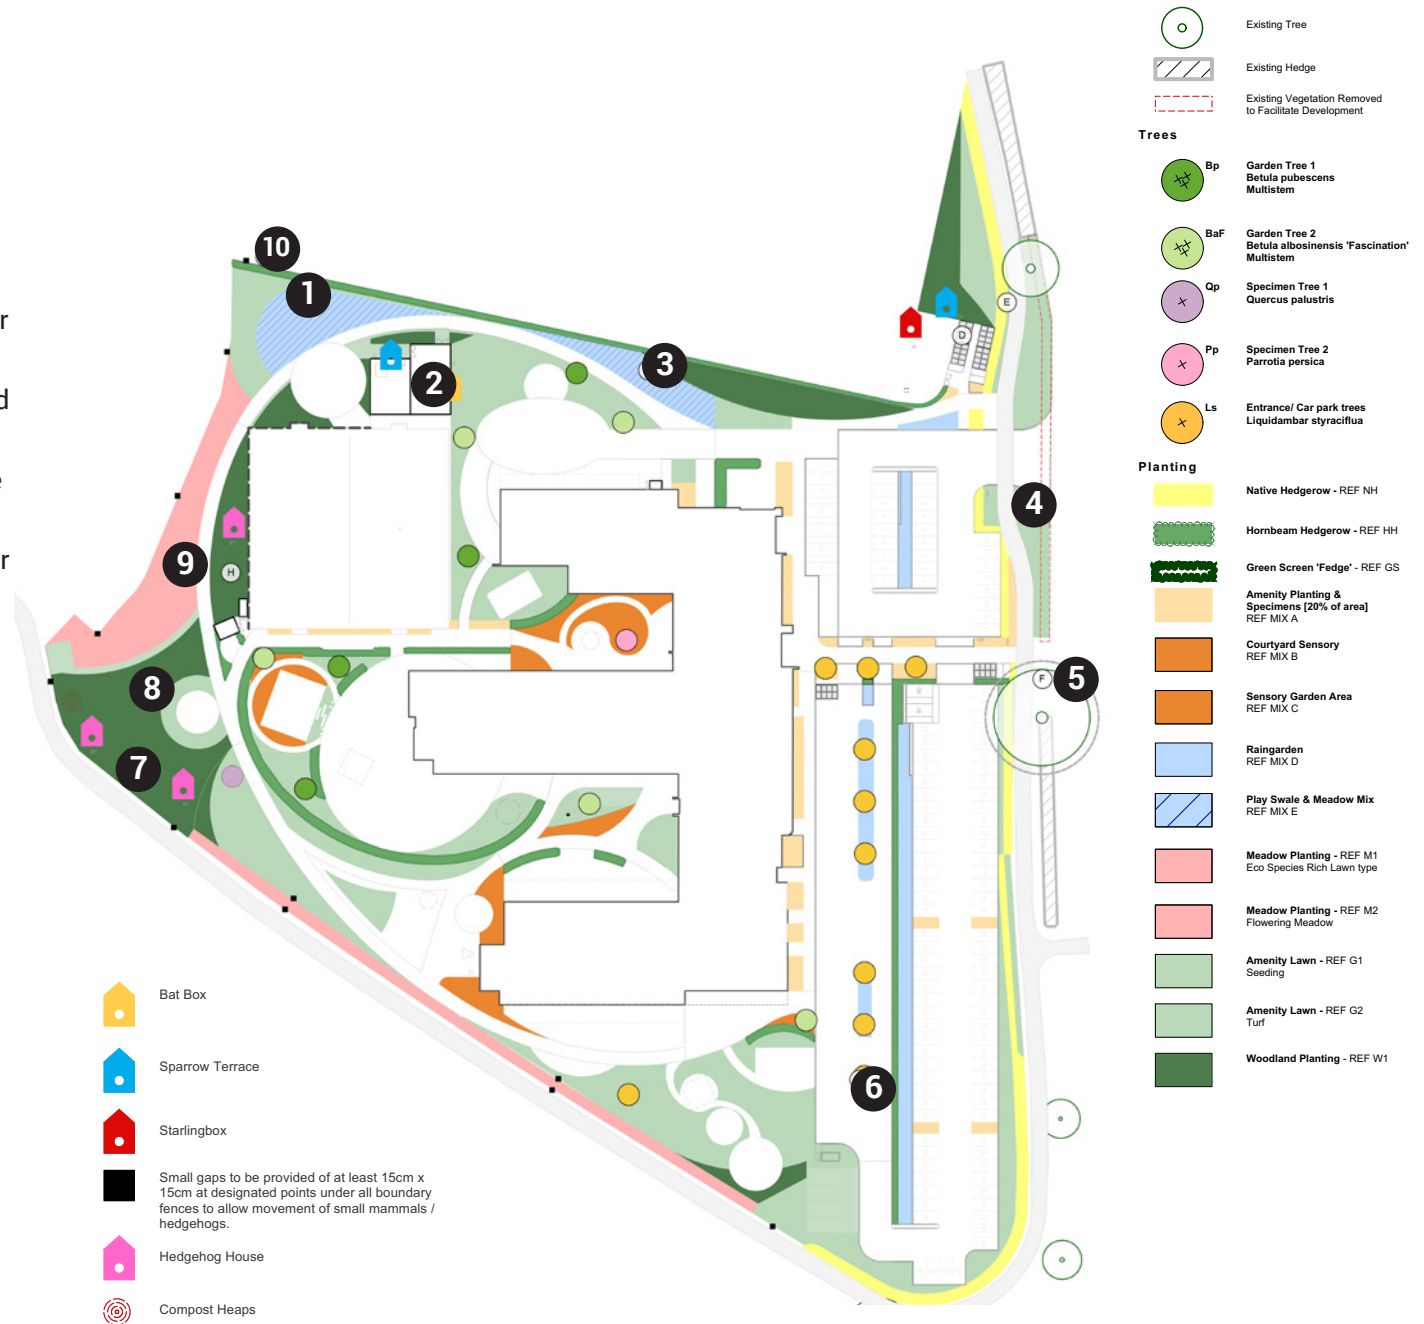 Existing Tree
Existing Hedge
Existing Vegetation Removed
to Facilitate Development
Trees
Bp
Garden Tree 1
Betula pubescens
Multistem
BaF
Garden Tree 2
Betula albosinensis 'Fascination'
Multistem
Qp
Specimen Tree 1
Quercus palustris
Pp
Specimen Tree 2
Parrotia persica
Ls
Entrance/ Car park trees
Liquidambar styraciflua
Planting
Native Hedgerow - REF NH
Hornbeam Hedgerow - REF HH
Green Screen 'Fedge' - REF GS
Amenity Planting &
Specimens [20% of area]
REF MIX A
Courtyard Sensory
REF MIX B
Sensory Garden Area
REF MIX C
Raingarden
REF MIX D
Play Swale & Meadow Mix
REF MIX E
Meadow Planting - REF M1
Eco Species Rich Lawn type
Meadow Planting - REF M2
Flowering Meadow
Amenity Lawn - REF G1
Seeding
Amenity Lawn - REF G2
Turf
Woodland Planting - REF W1
10
1
E
D
3
2
4
9
H
8
F
5
7
6
r
d
e
r
Bat Box
Sparrow Terrace
Starlingbox
Small gaps to be provided of at least 15cm x
15cm at designated points under all boundary
fences to allow movement of small mammals /
hedgehogs.
Hedgehog House
Compost Heaps